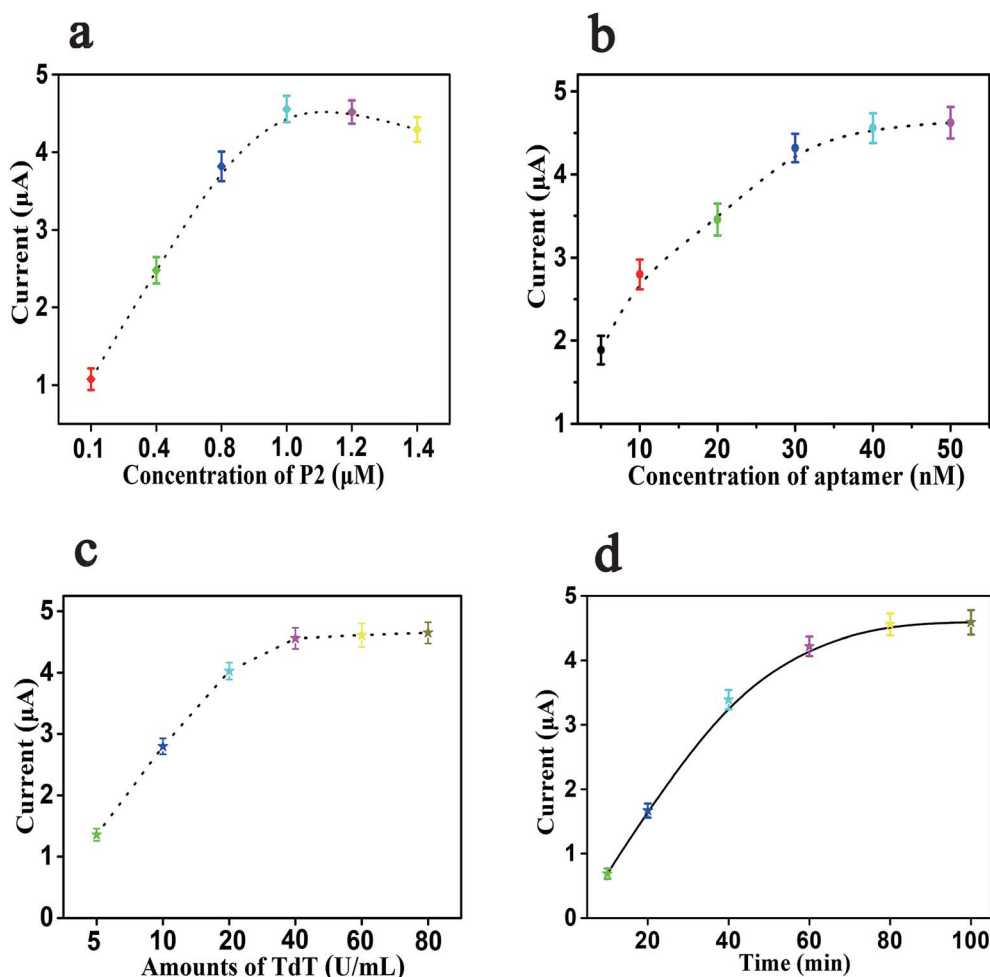 a
5
4
3
2
1
Current (μA)
0.1 0.4 0.8 1.0 1.2 1.4
Concentration of P2 (μM)
b
5
4
3
2
1
Current (μA)
10 20 30 40 50
Concentration of aptamer (nM)
c
5
4
3
2
1
0
Current (μA)
5 10 20 40 60 80
Amounts of TdT (U/mL)
d
5
4
3
2
1
0
Current (μA)
20 40 60 80 100
Time (min)